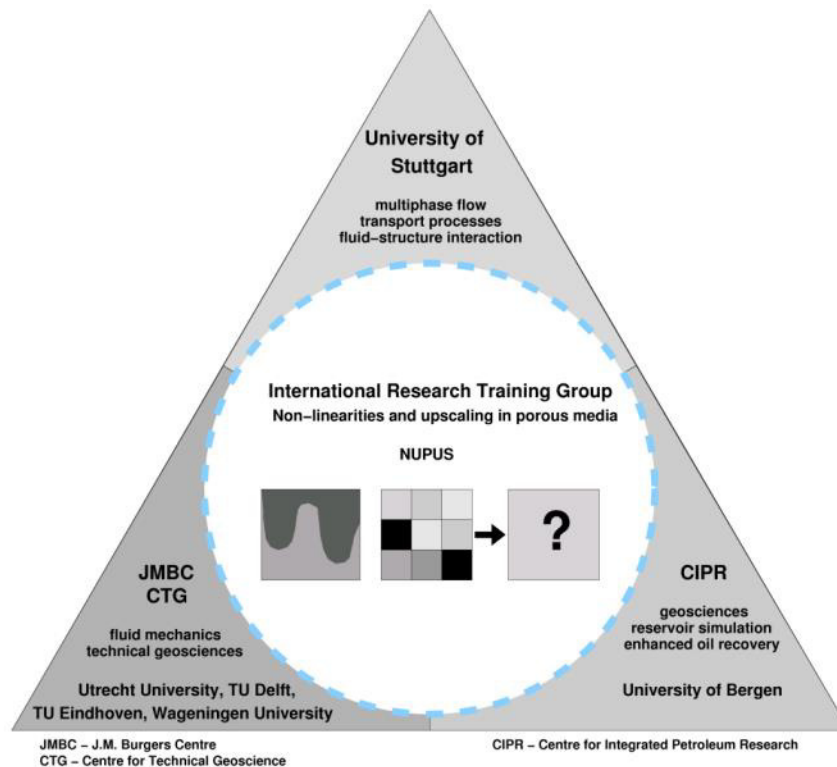 University of
Stuttgart
multiphase flow
transport processes
fluid−structure interaction
International Research Training Group
Non−linearities and upscaling in porous media
NUPUS
?
JMBC
CTG
fluid mechanics
technical geosciences
Utrecht University, TU Delft,
TU Eindhoven, Wageningen University
CIPR
geosciences
reservoir simulation
enhanced oil recovery
University of Bergen
JMBC − J.M. Burgers Centre
CTG − Centre for Technical Geoscience
CIPR − Centre for Integrated Petroleum Research